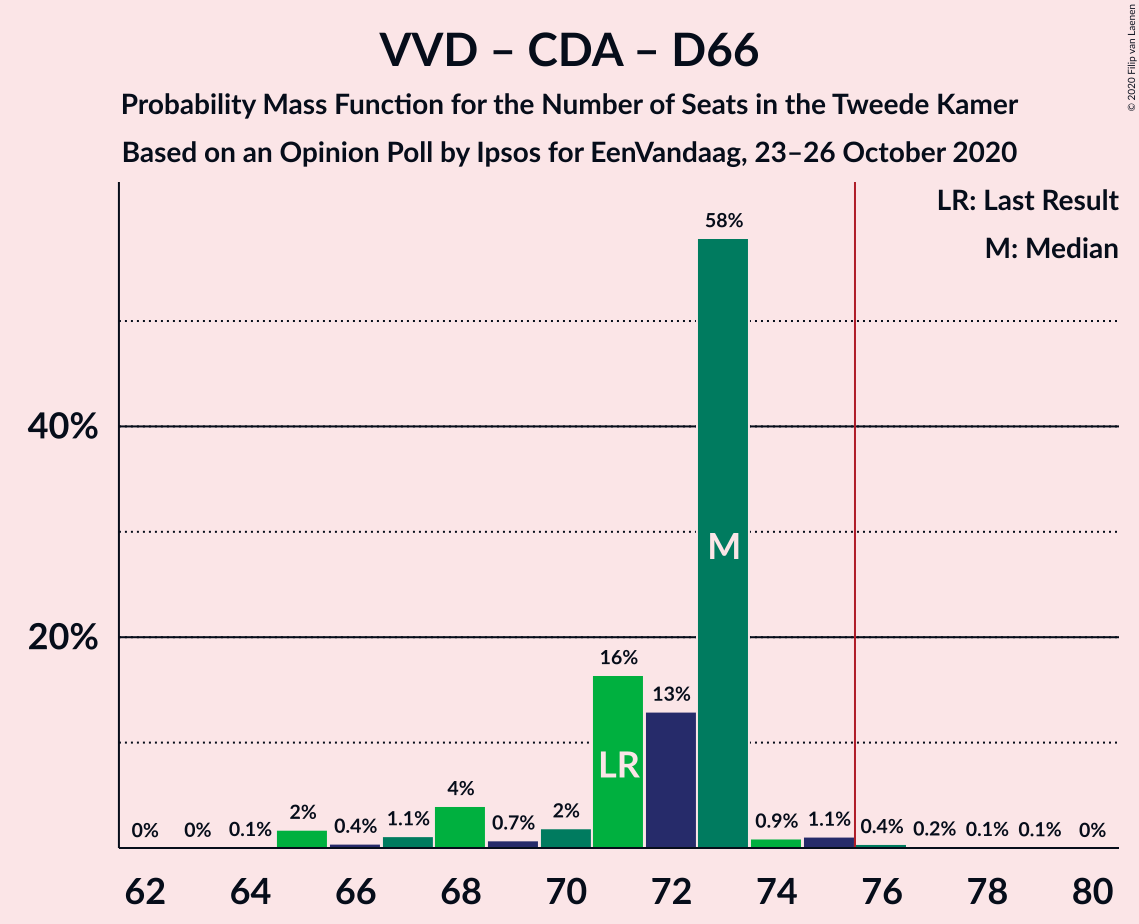 VVD – CDA – D66
Probability Mass Function for the Number of Seats in the Tweede Kamer
Based on an Opinion Poll by Ipsos for EenVandaag, 23–26 October 2020
© 2020 Filip van Laenen
LR: Last Result
M: Median
40%
20%
0%
0%
0.1%
2%
0.4%
1.1%
4%
0.7%
2%
16%
13%
58%
0.9%
1.1%
0.4%
0.2%
0.1%
0.1%
0%
LR
M
62 64 66 68 70 72 74 76 78 80